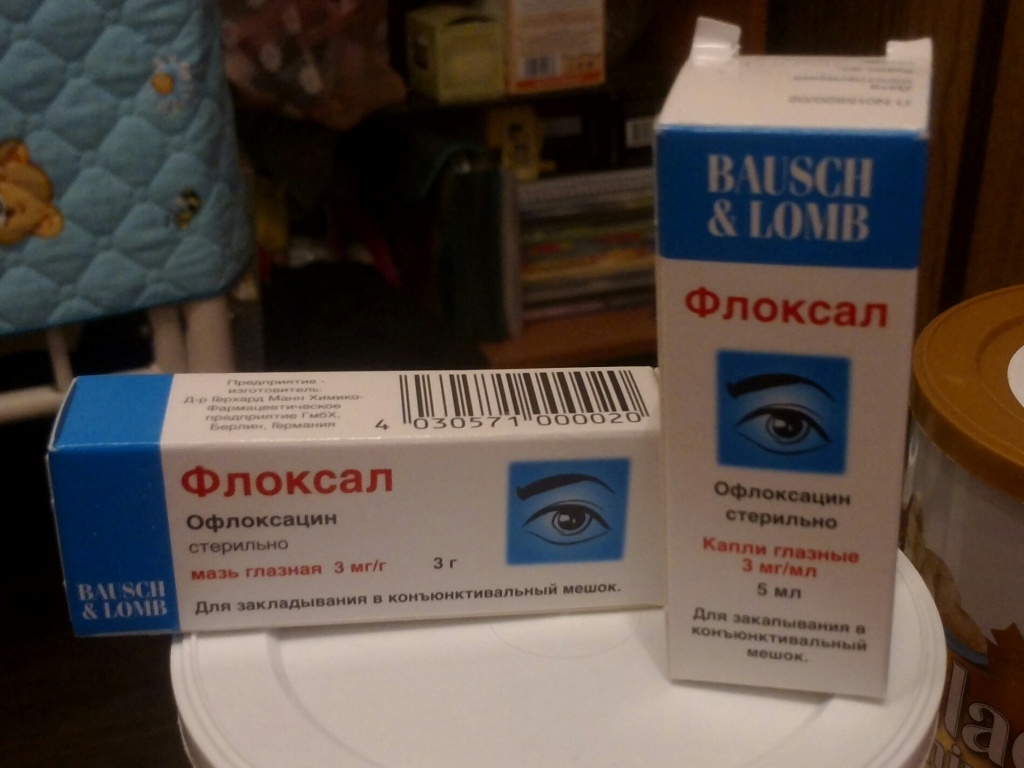 Предприятие -
изготовитель:
Д-р Герхард Манн Химико-
Фармацевтическое
предприятие ГмбХ,
Берлин, Германия
4 030571 000020
Флоксал
Офлоксацин
стерильно
мазь глазная 3 мг/г 3 г
Для закладывания в конъюнктивальный мешок.
BAUSCH
& LOMB
BAUSCH
& LOMB
Флоксал
Офлоксацин
стерильно
Капли глазные
3 мг/мл
5 мл
Для закапывания в
конъюнктивальный
мешок.